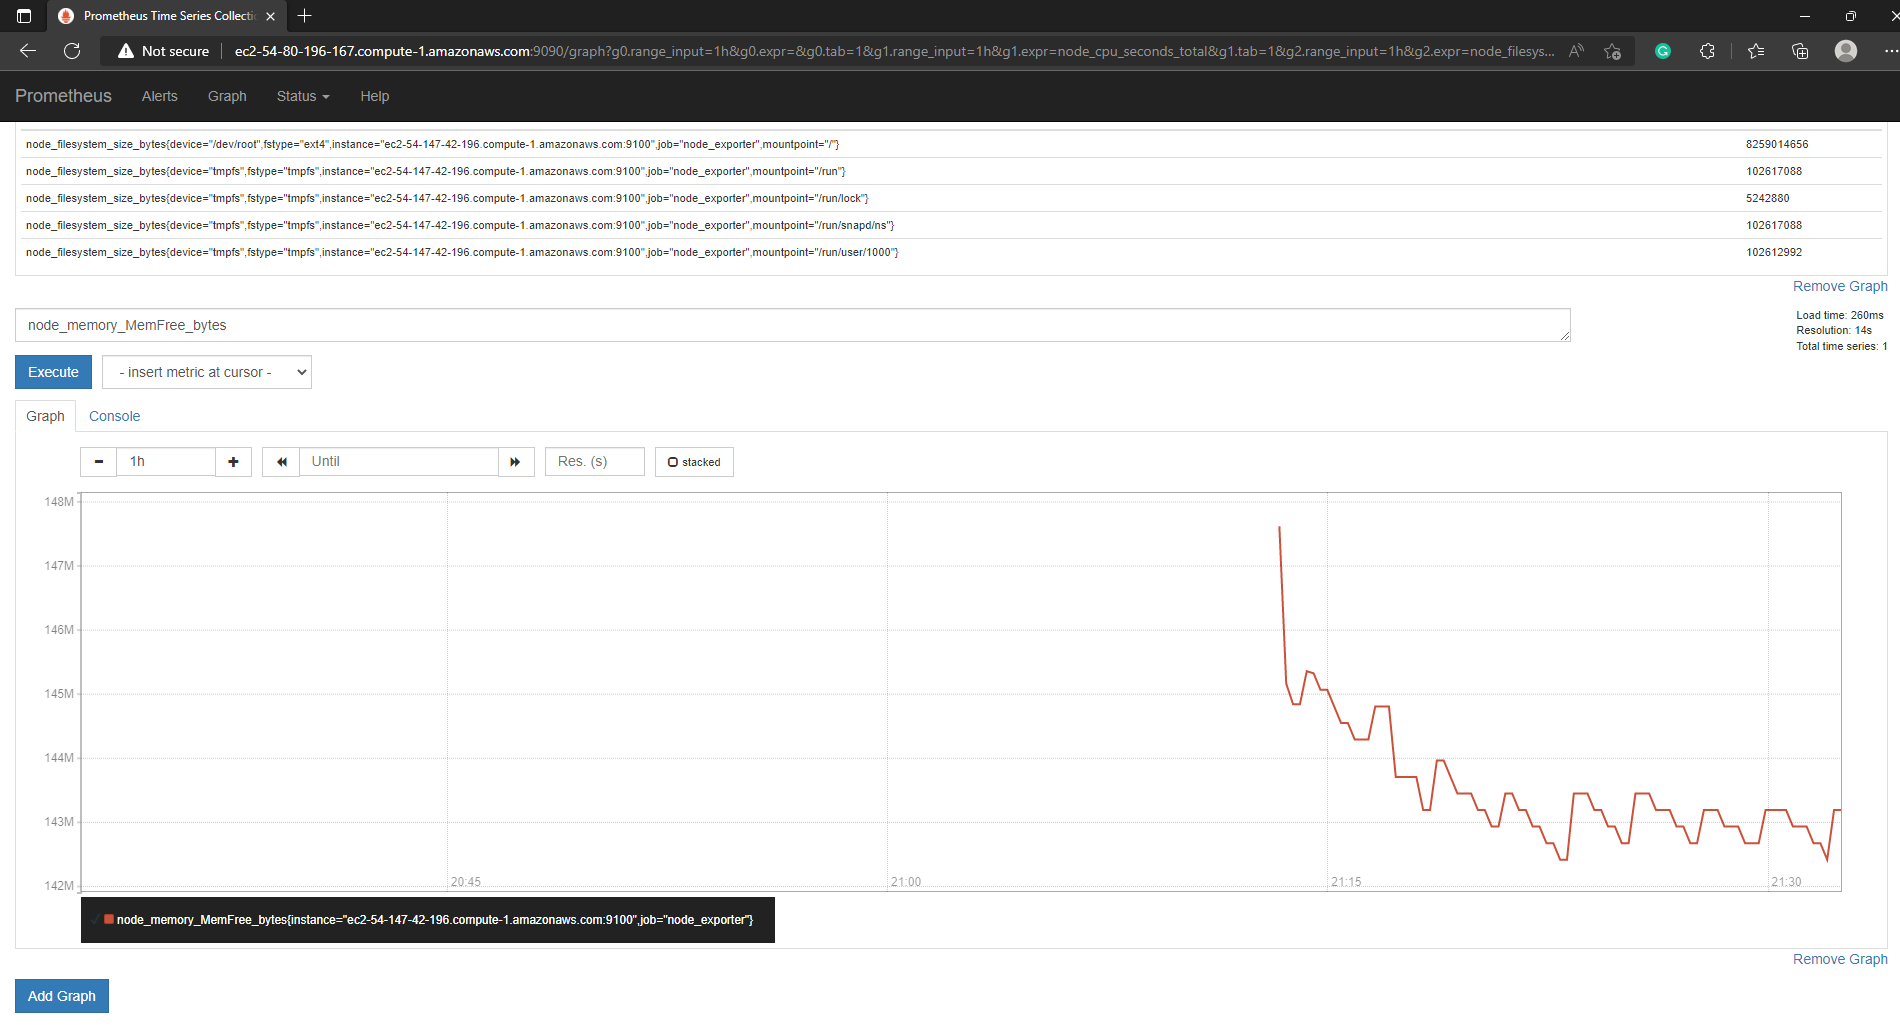 Prometheus Time Series Collecti
Not secure ec2-54-80-196-167.compute-1.amazonaws.com:9090/graph?g0.range_input=1h&g0.expr=&g0.tab=1&g1.range_input=1h&g1.expr=node_cpu_seconds_total&g1.tab=1&g2.range_input=1h&g2.expr=node_filesys...
Prometheus Alerts Graph Status Help
node_filesystem_size_bytes{device="/dev/root",fstype="ext4",instance="ec2-54-147-42-196.compute-1.amazonaws.com:9100",job="node_exporter",mountpoint="/"} 8259014656
node_filesystem_size_bytes{device="tmpfs",fstype="tmpfs",instance="ec2-54-147-42-196.compute-1.amazonaws.com:9100",job="node_exporter",mountpoint="/run"} 102617088
node_filesystem_size_bytes{device="tmpfs",fstype="tmpfs",instance="ec2-54-147-42-196.compute-1.amazonaws.com:9100",job="node_exporter",mountpoint="/run/lock"} 5242880
node_filesystem_size_bytes{device="tmpfs",fstype="tmpfs",instance="ec2-54-147-42-196.compute-1.amazonaws.com:9100",job="node_exporter",mountpoint="/run/snapd/ns"} 102617088
node_filesystem_size_bytes{device="tmpfs",fstype="tmpfs",instance="ec2-54-147-42-196.compute-1.amazonaws.com:9100",job="node_exporter",mountpoint="/run/user/1000"} 102612992
Remove Graph
node_memory_MemFree_bytes
Load time: 260ms
Resolution: 14s
Total time series: 1
Execute - insert metric at cursor -
Graph Console
- 1h + Until Res. (s) stacked
148M
147M
146M
145M
144M
143M
142M
20:45 21:00 21:15 21:30
node_memory_MemFree_bytes{instance="ec2-54-147-42-196.compute-1.amazonaws.com:9100",job="node_exporter"}
Remove Graph
Add Graph